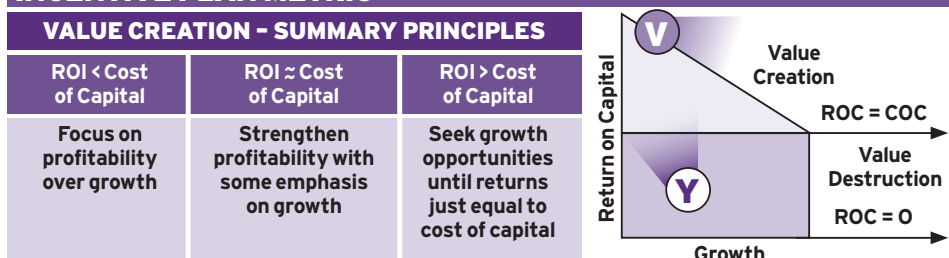 VALUE CREATION – SUMMARY PRINCIPLES
ROI < Cost
of Capital
ROI ≈ Cost
of Capital
ROI > Cost
of Capital
Focus on
profitability
over growth
Strengthen
profitability with
some emphasis
on growth
Seek growth
opportunities
until returns
just equal to
cost of capital
Return on Capital
V
Value
Creation
ROC = COC
Y
Value
Destruction
ROC = O
Growth